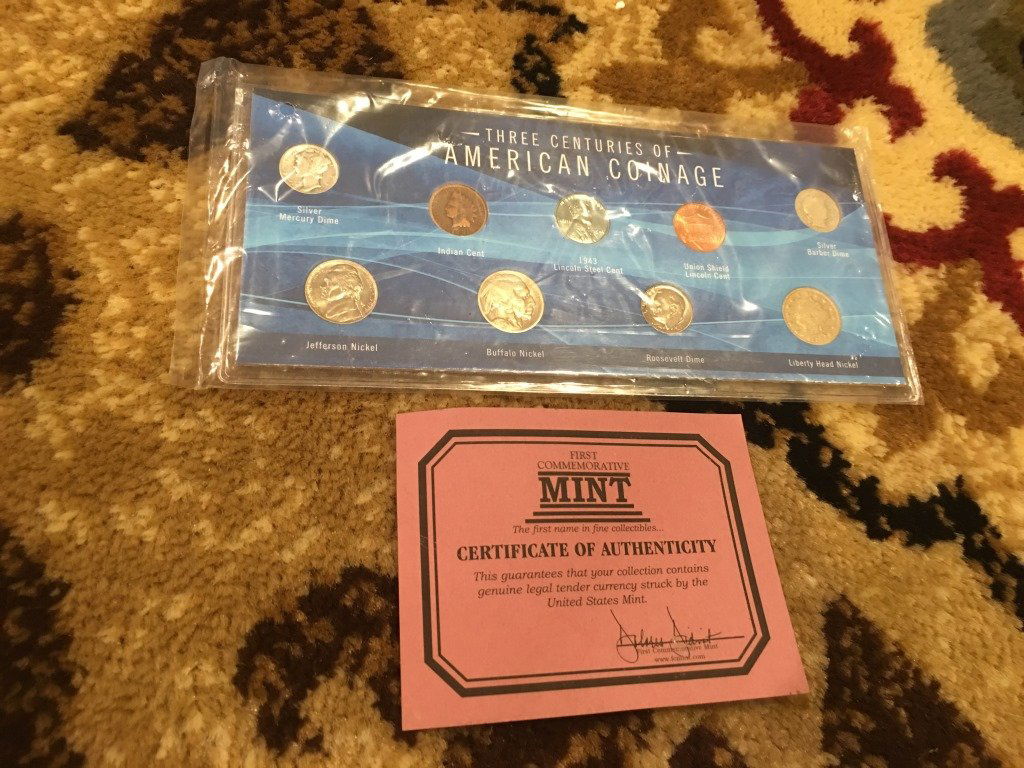 THREE CENTURIES OF
AMERICAN COINAGE
Silver
Mercury Dime
Indian Cent
1943
Lincoln Steel Cent
Union Shield
Lincoln Cent
Silver
Barber Dime
Jefferson Nickel
Buffalo Nickel
Roosevelt Dime
Liberty Head Nickel
FIRST
COMMEMORATIVE
MINT
The first name in fine collectibles...
CERTIFICATE OF AUTHENTICITY
This guarantees that your collection contains
genuine legal tender currency struck by the
United States Mint.
First Commemorative Mint